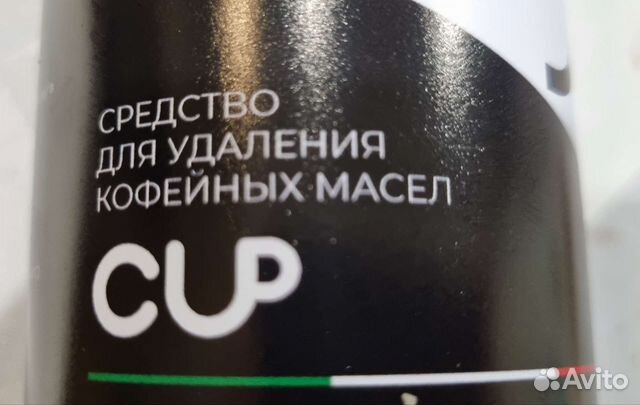 СРЕДСТВО
ДЛЯ УДАЛЕНИЯ
КОФЕЙНЫХ МАСЕЛ
CUP
Avito